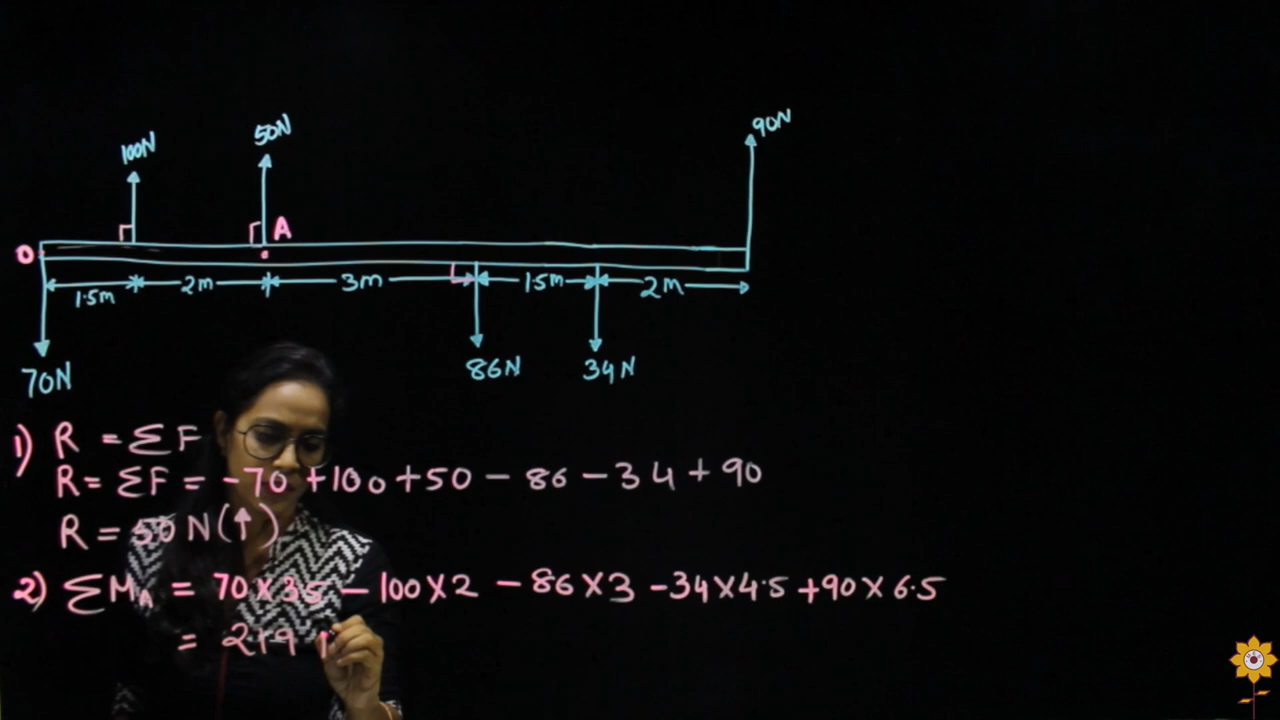 100N
50N
90N
A
O
1.5m 2m 3m 1.5m 2m
70N 86N 34N
1) R = ΣF
R = ΣF = -70 +100 +50 - 86 - 34 + 90
R = 50 N(↑)
2) ΣM_A = 70 X 3.5 - 100 X 2 - 86 X 3 - 34 X 4.5 + 90 X 6.5
= 219